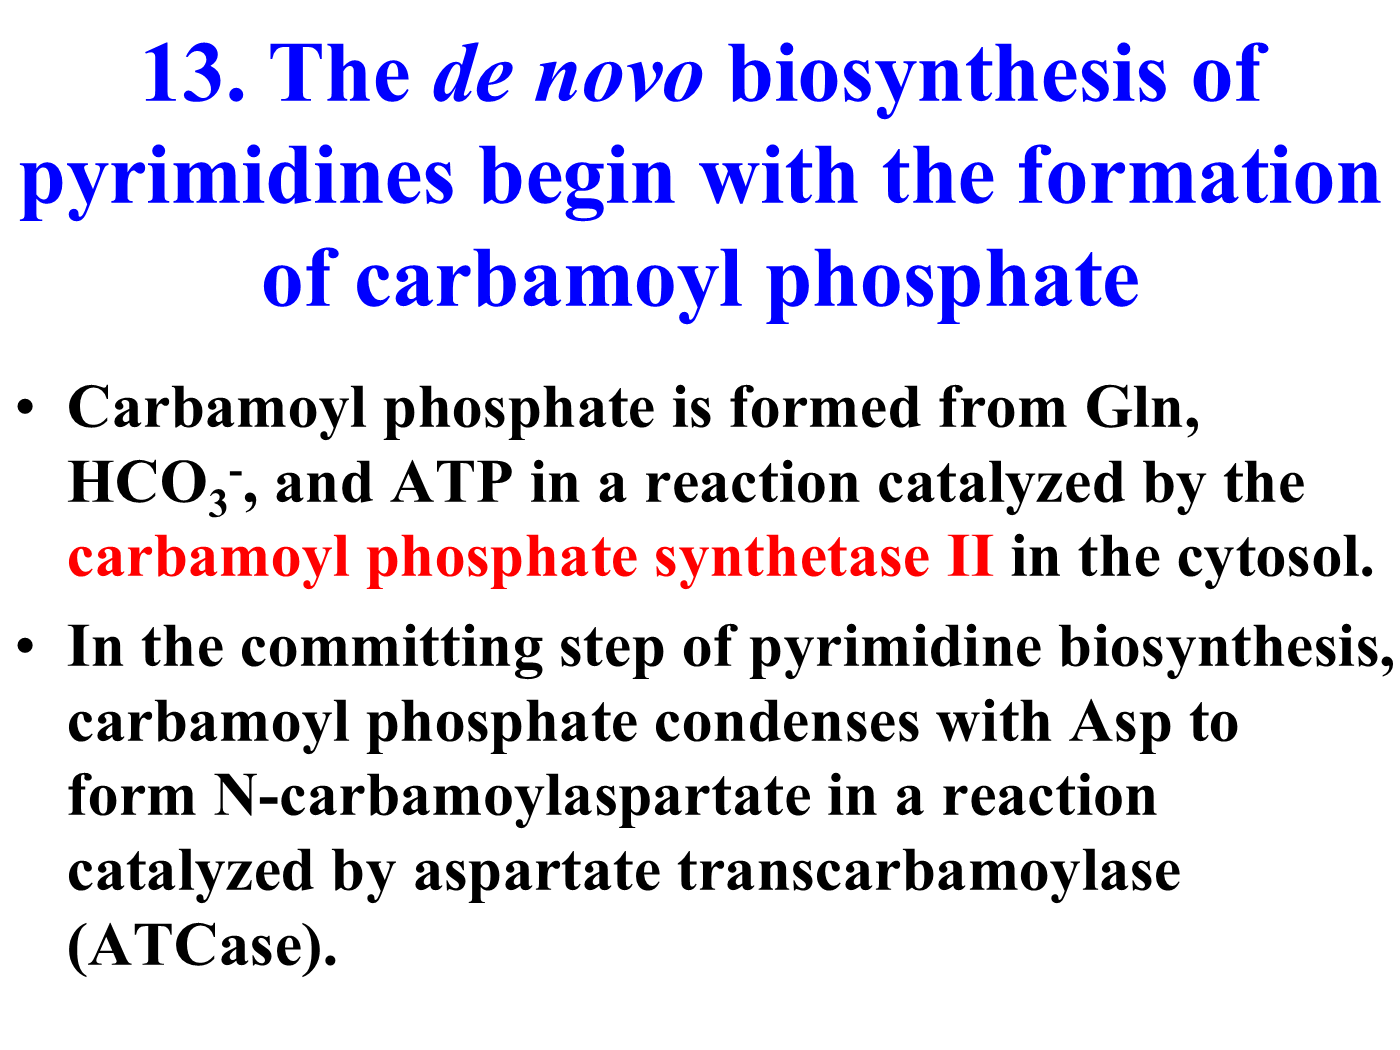 13. The de novo biosynthesis of
pyrimidines begin with the formation
of carbamoyl phosphate
• Carbamoyl phosphate is formed from Gln,
HCO₃⁻, and ATP in a reaction catalyzed by the
carbamoyl phosphate synthetase II in the cytosol.
• In the committing step of pyrimidine biosynthesis,
carbamoyl phosphate condenses with Asp to
form N-carbamoylaspartate in a reaction
catalyzed by aspartate transcarbamoylase
(ATCase).